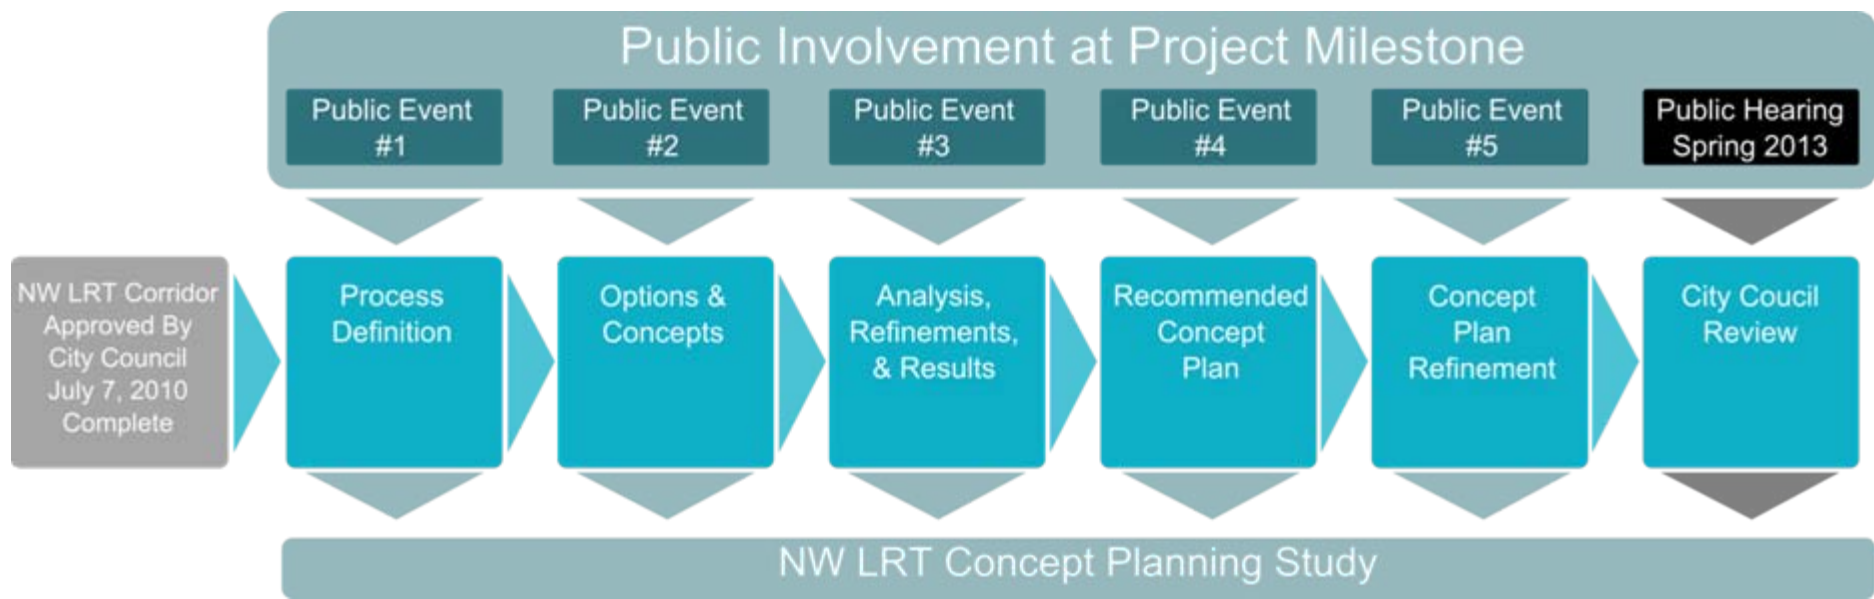 Public Involvement at Project Milestone
Public Event
#1
Public Event
#2
Public Event
#3
Public Event
#4
Public Event
#5
Public Hearing
Spring 2013
NW LRT Corridor
Approved By
City Council
July 7, 2010
Complete
Process
Definition
Options &
Concepts
Analysis,
Refinements,
& Results
Recommended
Concept
Plan
Concept
Plan
Refinement
City Coucil
Review
NW LRT Concept Planning Study